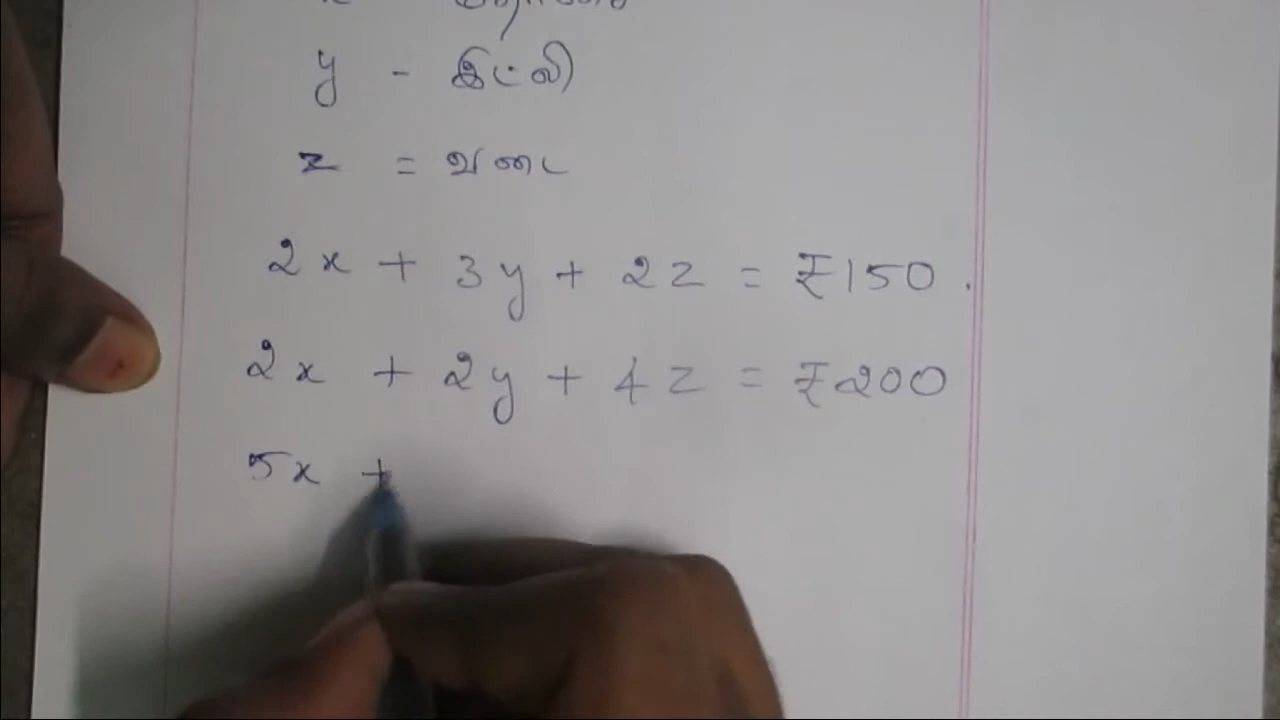 y - இட்லி
z = வடை
2x + 3y + 2z = ₹150.
2x + 2y + 4z = ₹200
5x +